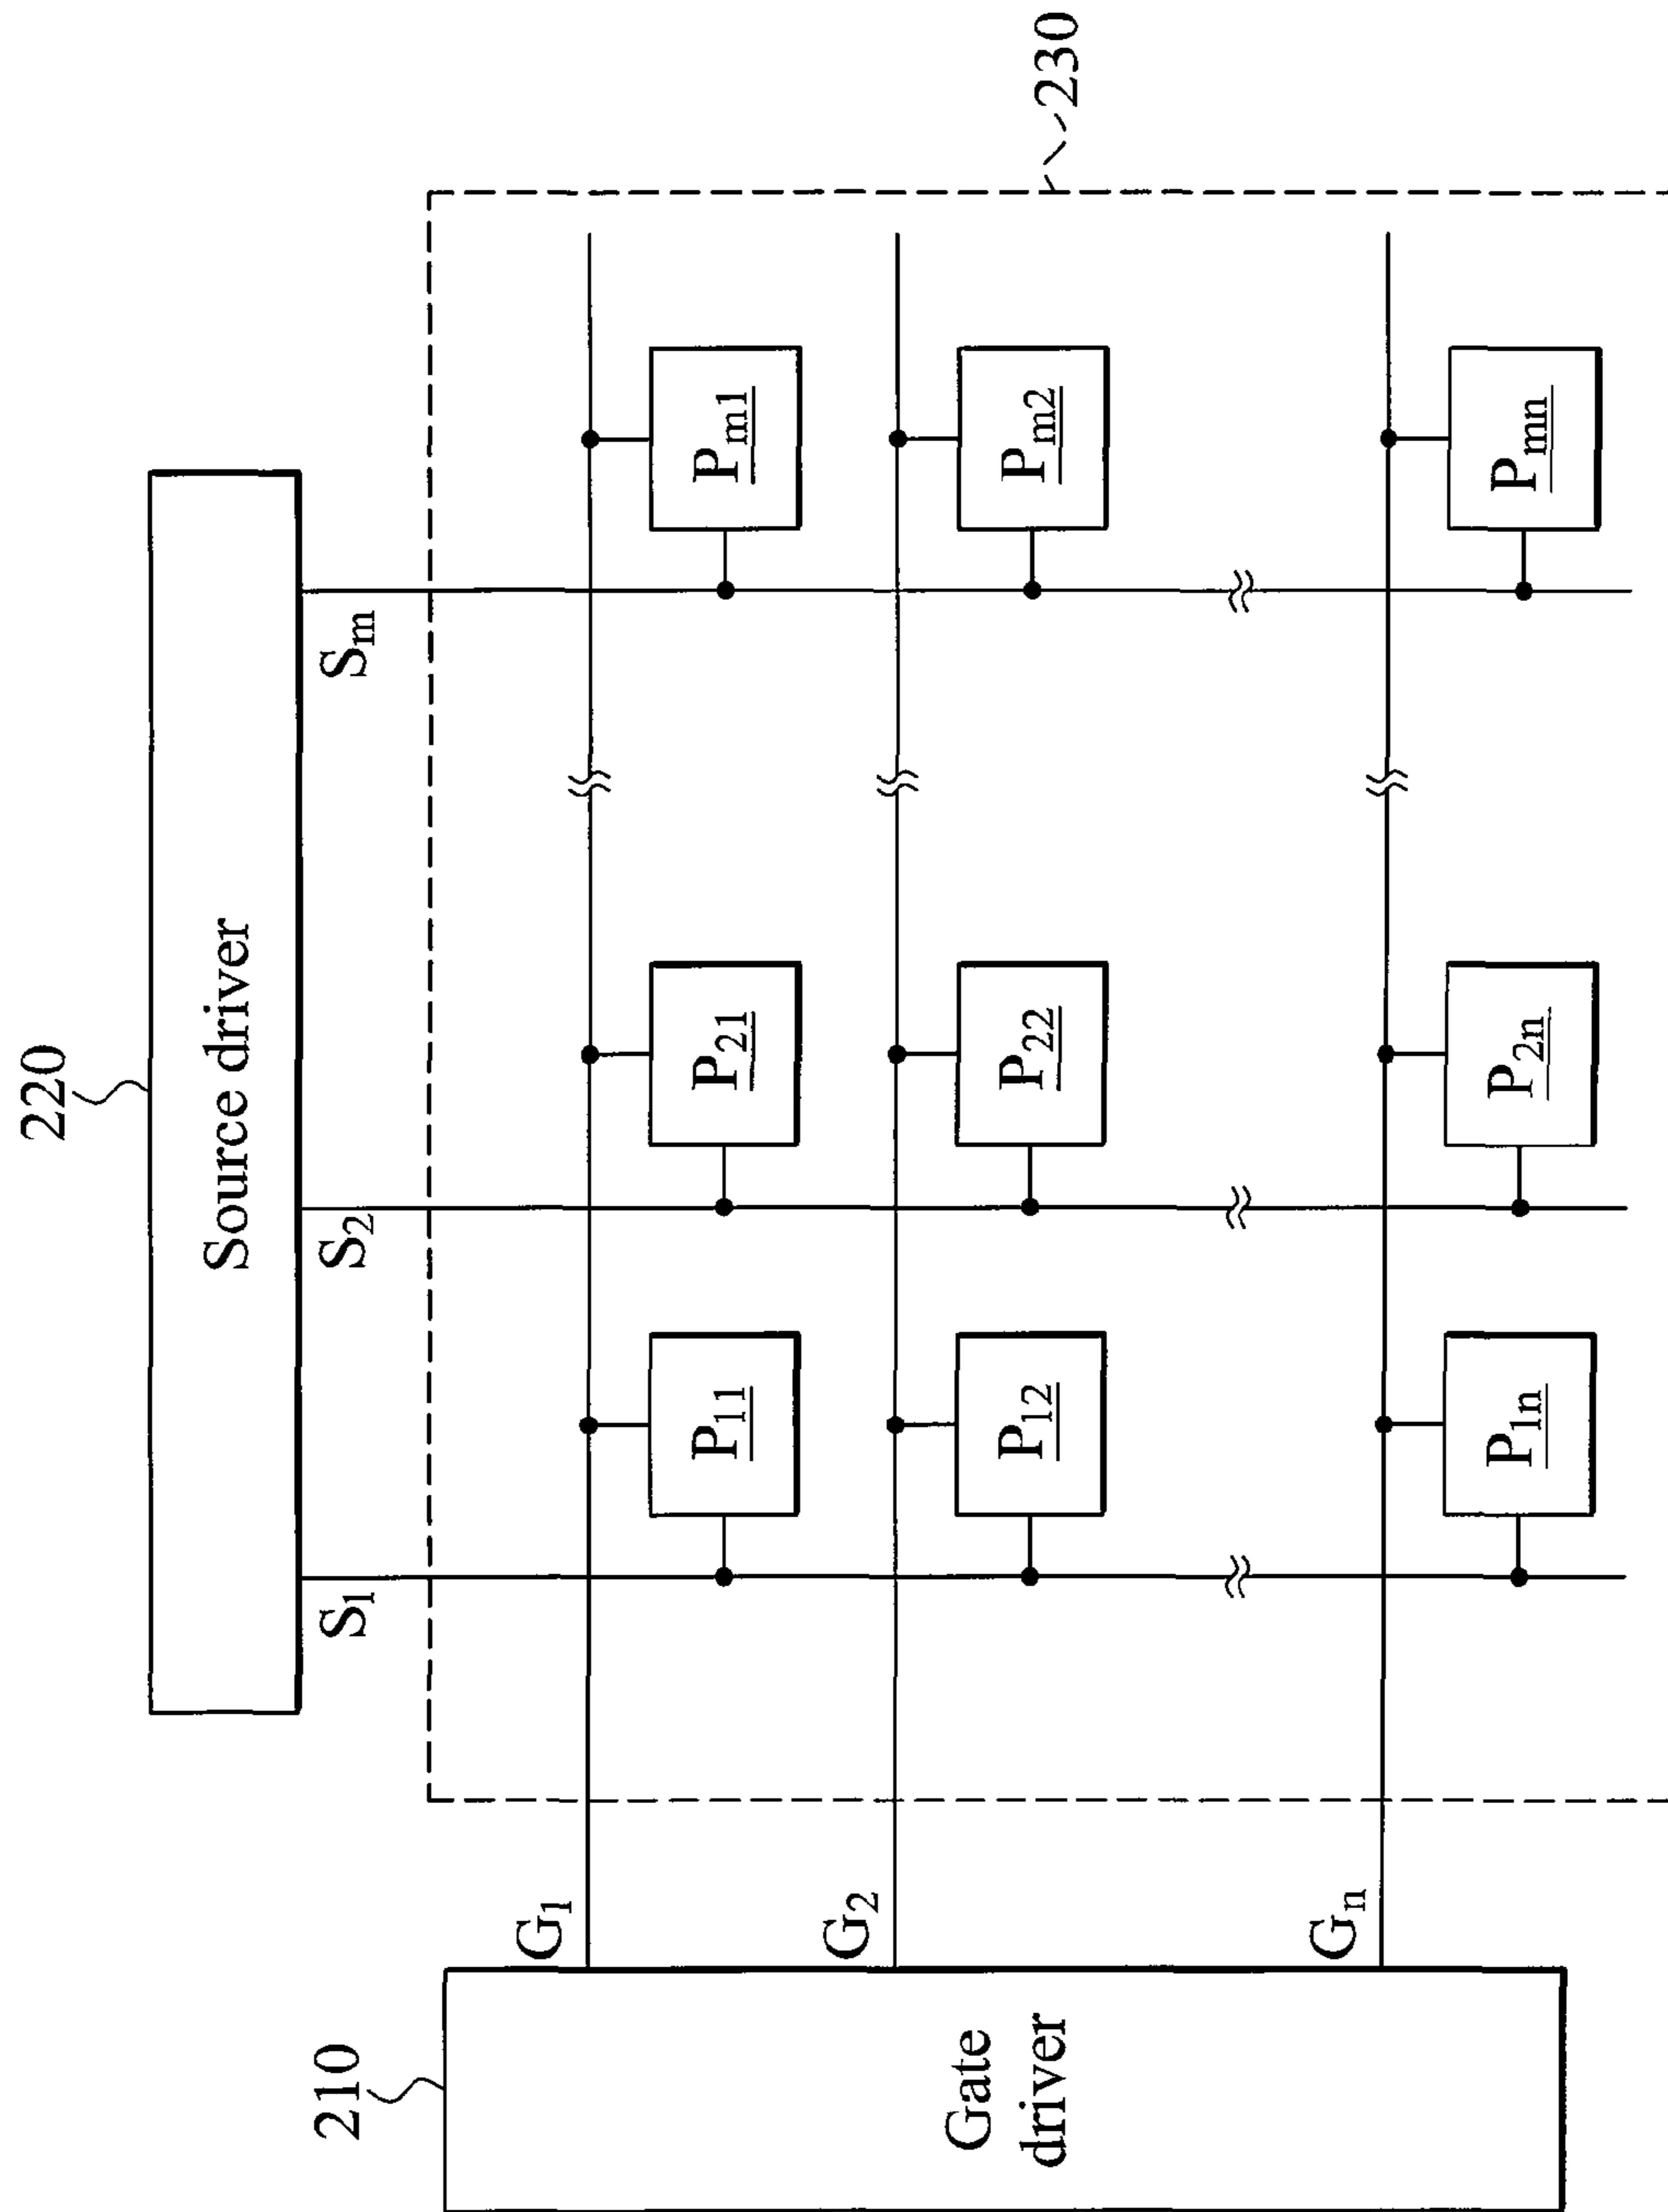 220
Source driver
S1
S2
Sm
230
210
Gate
driver
G1
G2
Gn
P11
P21
Pm1
P12
P22
Pm2
P1n
P2n
Pmn